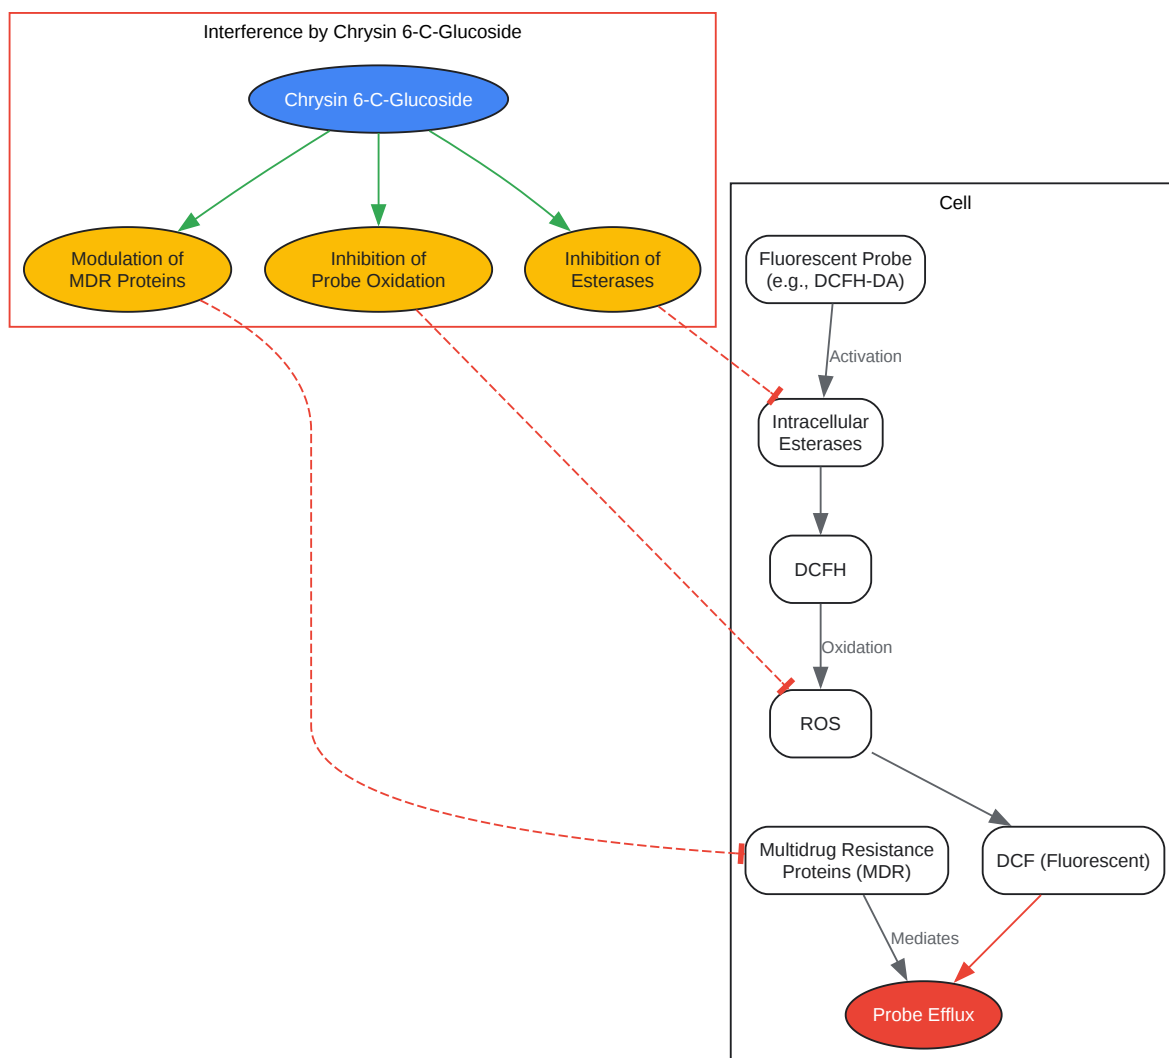 Interference by Chrysin 6-C-Glucoside
Chrysin 6-C-Glucoside
Modulation of
MDR Proteins
Inhibition of
Probe Oxidation
Inhibition of
Esterases
Cell
Fluorescent Probe
(e.g., DCFH-DA)
Activation
Intracellular
Esterases
DCFH
Oxidation
ROS
Multidrug Resistance
Proteins (MDR)
DCF (Fluorescent)
Mediates
Probe Efflux